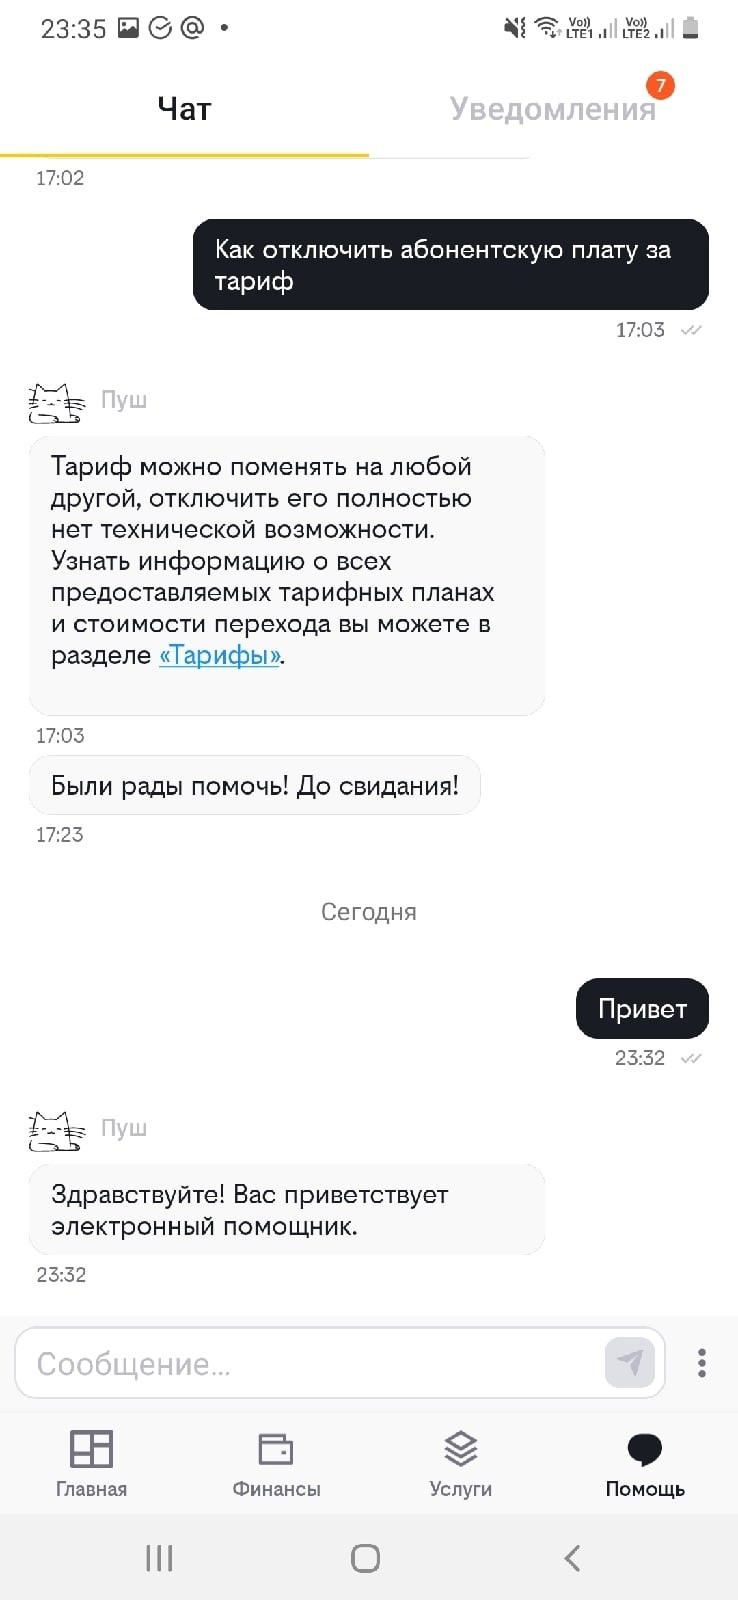 23:35
Vo)) LTE1
Vo)) LTE2
Чат
Уведомления
7
17:02
Как отключить абонентскую плату за
тариф
17:03
Пуш
Тариф можно поменять на любой
другой, отключить его полностью
нет технической возможности.
Узнать информацию о всех
предоставляемых тарифных планах
и стоимости перехода вы можете в
разделе «Тарифы».
17:03
Были рады помочь! До свидания!
17:23
Сегодня
Привет
23:32
Пуш
Здравствуйте! Вас приветствует
электронный помощник.
23:32
Сообщение...
Главная
Финансы
Услуги
Помощь